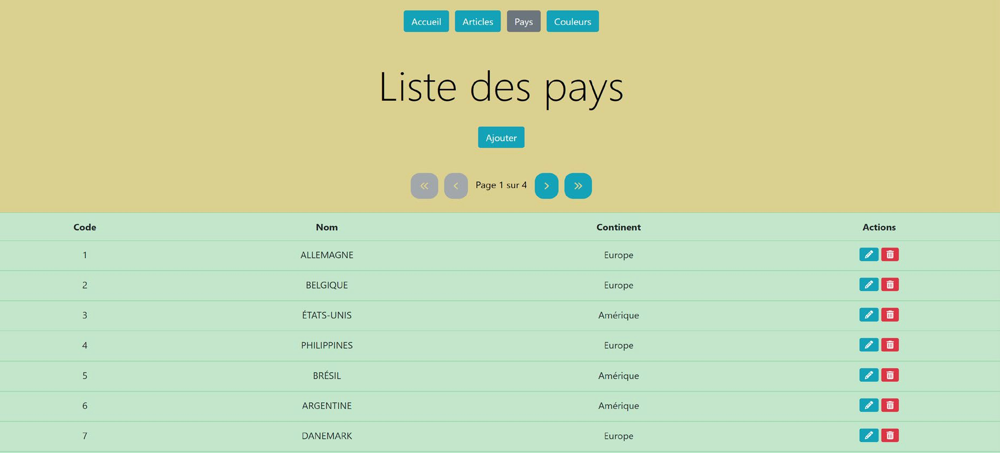 Accueil Articles Pays Couleurs
Liste des pays
Ajouter
« ‹ Page 1 sur 4 › »
Code Nom Continent Actions
1 ALLEMAGNE Europe
2 BELGIQUE Europe
3 ÉTATS-UNIS Amérique
4 PHILIPPINES Europe
5 BRÉSIL Amérique
6 ARGENTINE Amérique
7 DANEMARK Europe